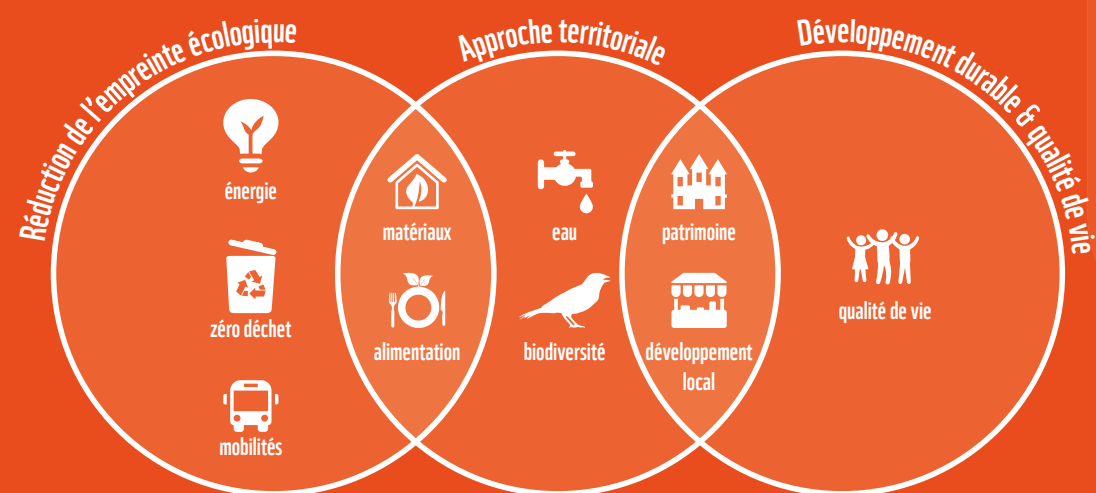 Réduction de l'empreinte écologique
Approche territoriale
Développement durable & qualité de vie
énergie
zéro déchet
mobilités
matériaux
alimentation
eau
biodiversité
patrimoine
développement
local
qualité de vie